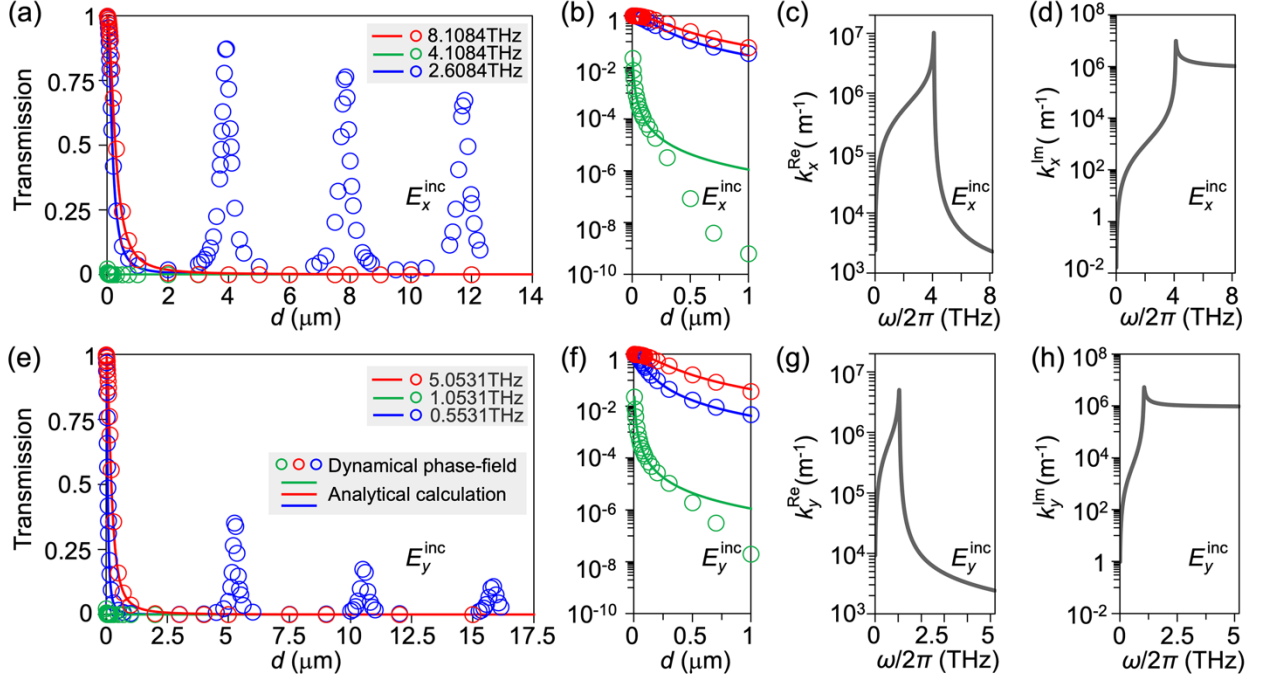 (a)
Transmission
1
0.75
0.5
0.25
0
8.1084THz
4.1084THz
2.6084THz
E_x^inc
0 2 4 6 8 10 12 14
d (μm)
(b)
1
10^-2
10^-4
10^-6
10^-8
10^-10
E_x^inc
0 0.5 1
d (μm)
(c)
k_x^Re( m^-1)
10^7
10^6
10^5
10^4
10^3
E_x^inc
0 4 8
ω/2π (THz)
(d)
k_x^Im ( m^-1)
10^8
10^6
10^4
10^2
1
10^-2
E_x^inc
0 4 8
ω/2π (THz)
(e)
Transmission
1
0.75
0.5
0.25
0
5.0531THz
1.0531THz
0.5531THz
Dynamical phase-field
Analytical calculation
E_y^inc
0 2.5 5 7.5 10 12.5 15 17.5
d (μm)
(f)
1
10^-2
10^-4
10^-6
10^-8
10^-10
E_y^inc
0 0.5 1
d (μm)
(g)
k_y^Re(m^-1)
10^7
10^6
10^5
10^4
10^3
E_y^inc
0 2 4
ω/2π (THz)
(h)
k_y^Im (m^-1)
10^8
10^6
10^4
10^2
1
10^-2
E_y^inc
0 2 4
ω/2π (THz)